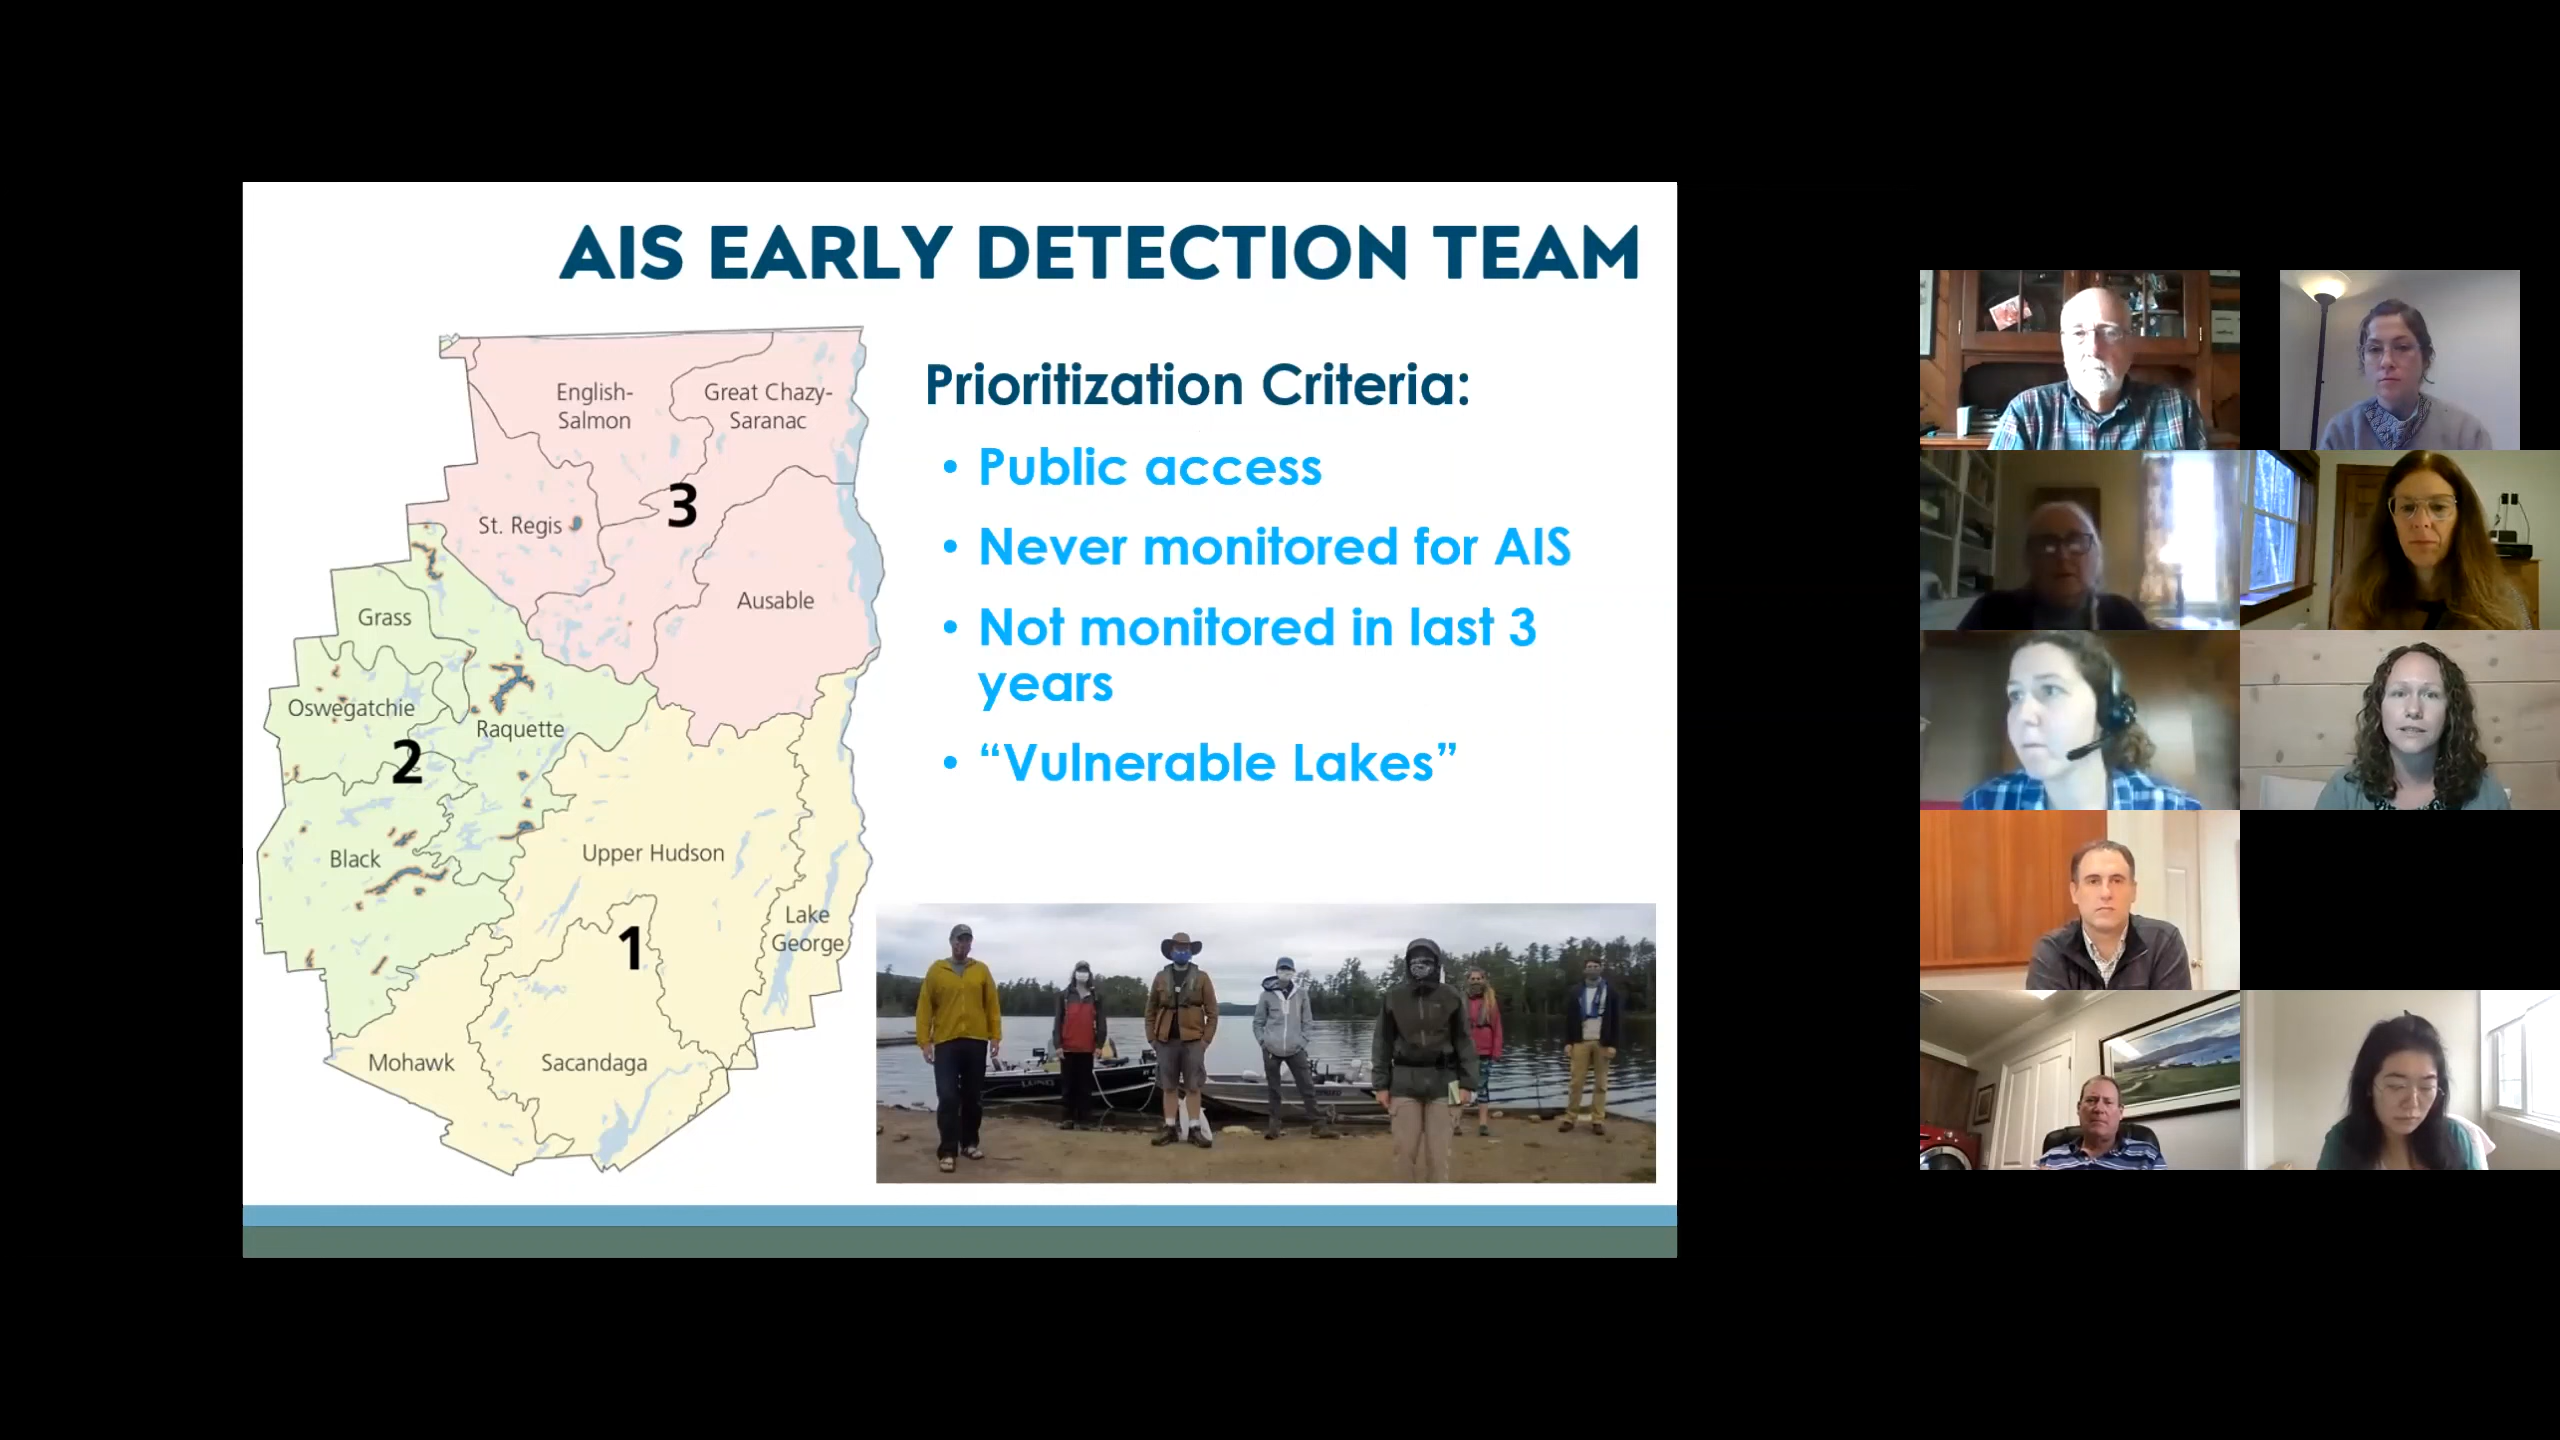 AIS EARLY DETECTION TEAM
English-
Salmon
Great Chazy-
Saranac
3
St. Regis
Ausable
Grass
Oswegatchie
Raquette
2
Black
Upper Hudson
1
Lake
George
Mohawk
Sacandaga
Prioritization Criteria:
• Public access
• Never monitored for AIS
• Not monitored in last 3
years
• “Vulnerable Lakes”
LUND